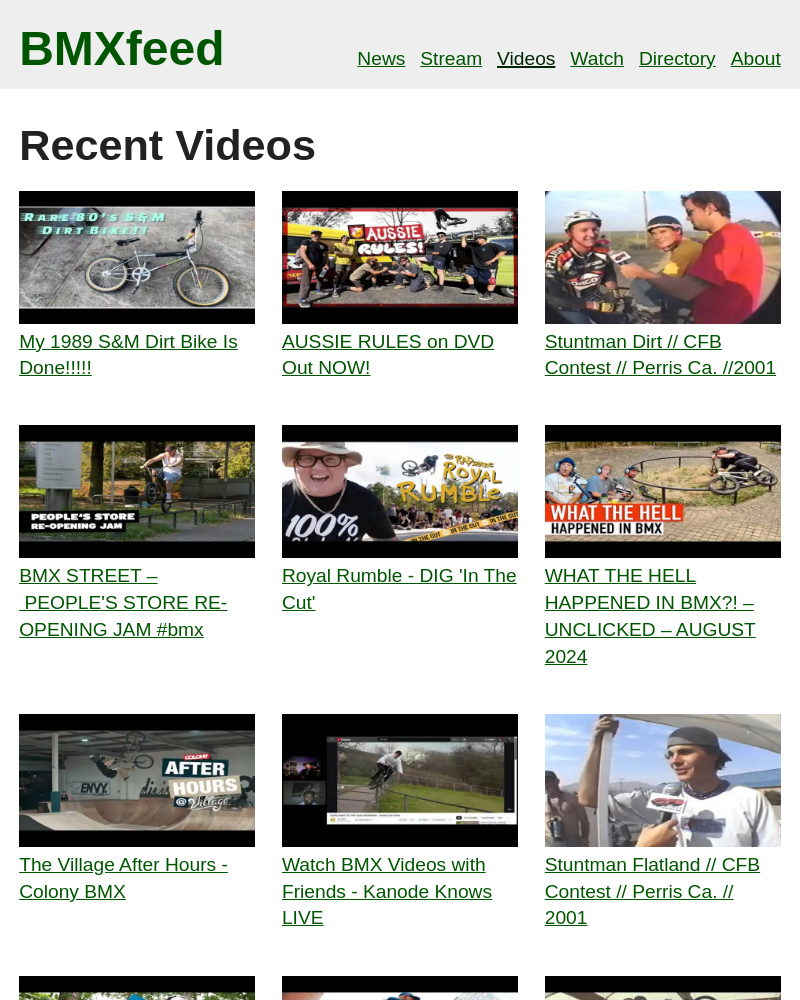 BMXfeed
News Stream Videos Watch Directory About
Recent Videos
RARE 80'S S&M
DIRT BIKE!!
AUSSIE
RULES!
My 1989 S&M Dirt Bike Is
Done!!!!!
AUSSIE RULES on DVD
Out NOW!
Stuntman Dirt // CFB
Contest // Perris Ca. //2001
PEOPLE'S STORE
RE-OPENING JAM
ROYAL
RUMBLE
100%
IN THE CUT
WHAT THE HELL
HAPPENED IN BMX
BMX STREET –
PEOPLE'S STORE RE-
OPENING JAM #bmx
Royal Rumble - DIG 'In The
Cut'
WHAT THE HELL
HAPPENED IN BMX?! –
UNCLICKED – AUGUST
2024
ENVY
COLONY
AFTER
HOURS
@ Village
The Village After Hours -
Colony BMX
Watch BMX Videos with
Friends - Kanode Knows
LIVE
Stuntman Flatland // CFB
Contest // Perris Ca. //
2001